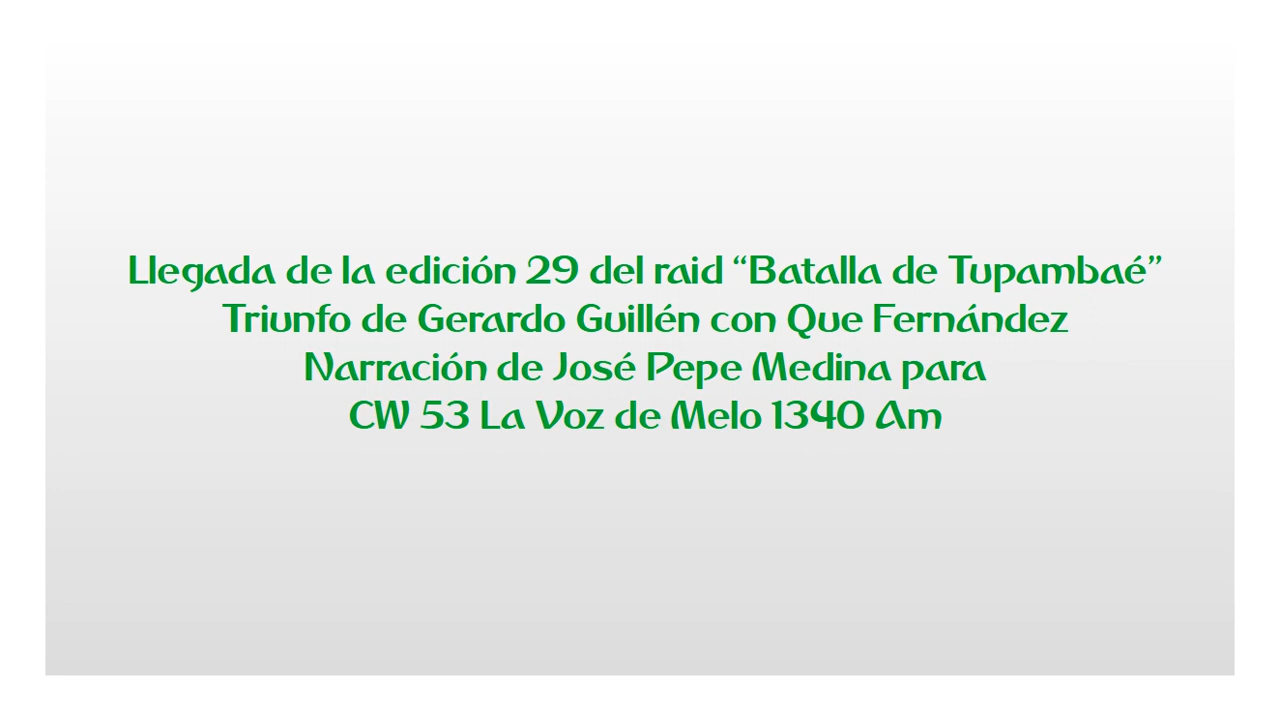 Llegada de la edición 29 del raid “Batalla de Tupambaé”
Triunfo de Gerardo Guillén con Que Fernández
Narración de José Pepe Medina para
CW 53 La Voz de Melo 1340 Am